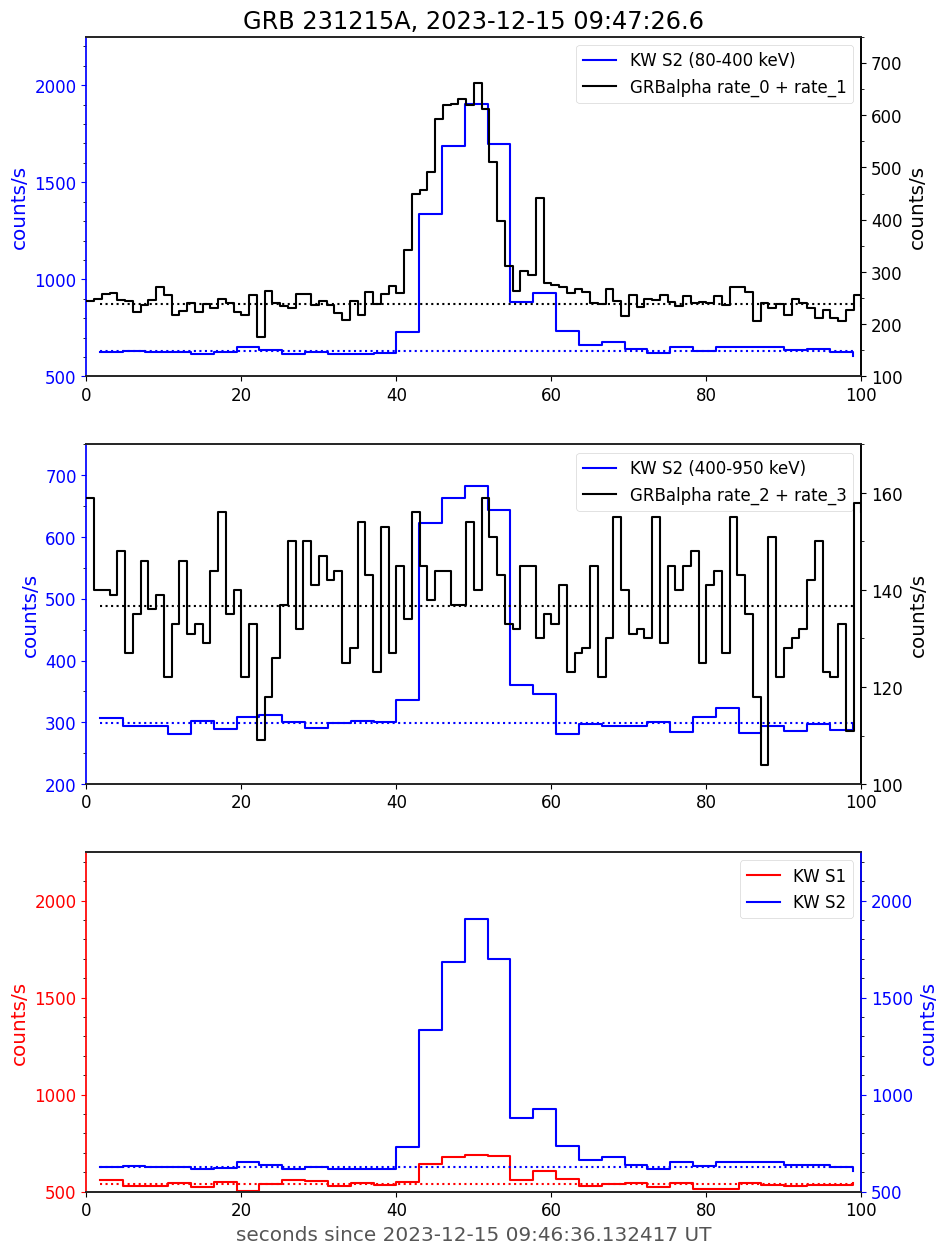 GRB 231215A, 2023-12-15 09:47:26.6
KW S2 (80-400 keV)
GRBalpha rate_0 + rate_1
2000
1500
1000
500
counts/s
700
600
500
400
300
200
100
counts/s
0 20 40 60 80 100
KW S2 (400-950 keV)
GRBalpha rate_2 + rate_3
700
600
500
400
300
200
counts/s
160
140
120
100
counts/s
0 20 40 60 80 100
KW S1
KW S2
2000
1500
1000
500
counts/s
2000
1500
1000
500
counts/s
0 20 40 60 80 100
seconds since 2023-12-15 09:46:36.132417 UT